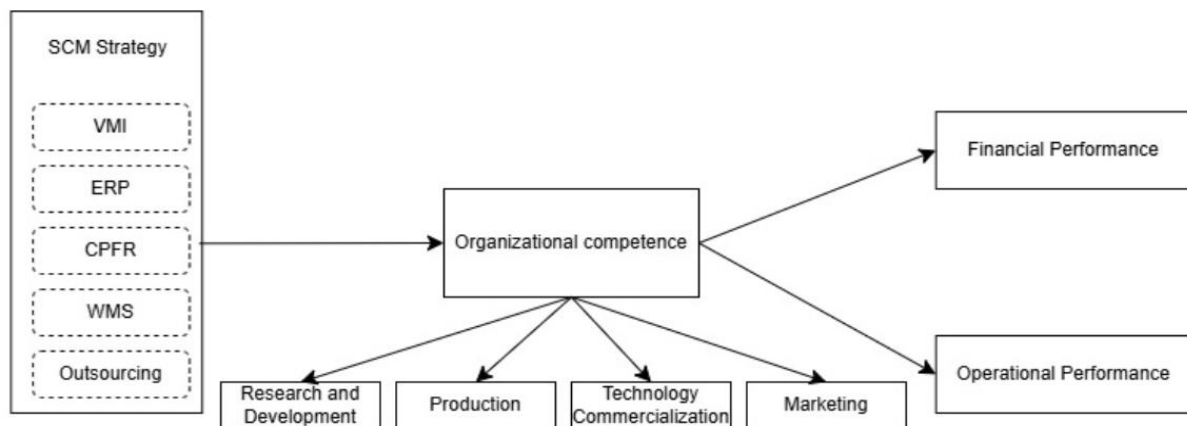 SCM Strategy
VMI
ERP
CPFR
WMS
Outsourcing
Organizational competence
Research and
Development
Production
Technology
Commercialization
Marketing
Financial Performance
Operational Performance